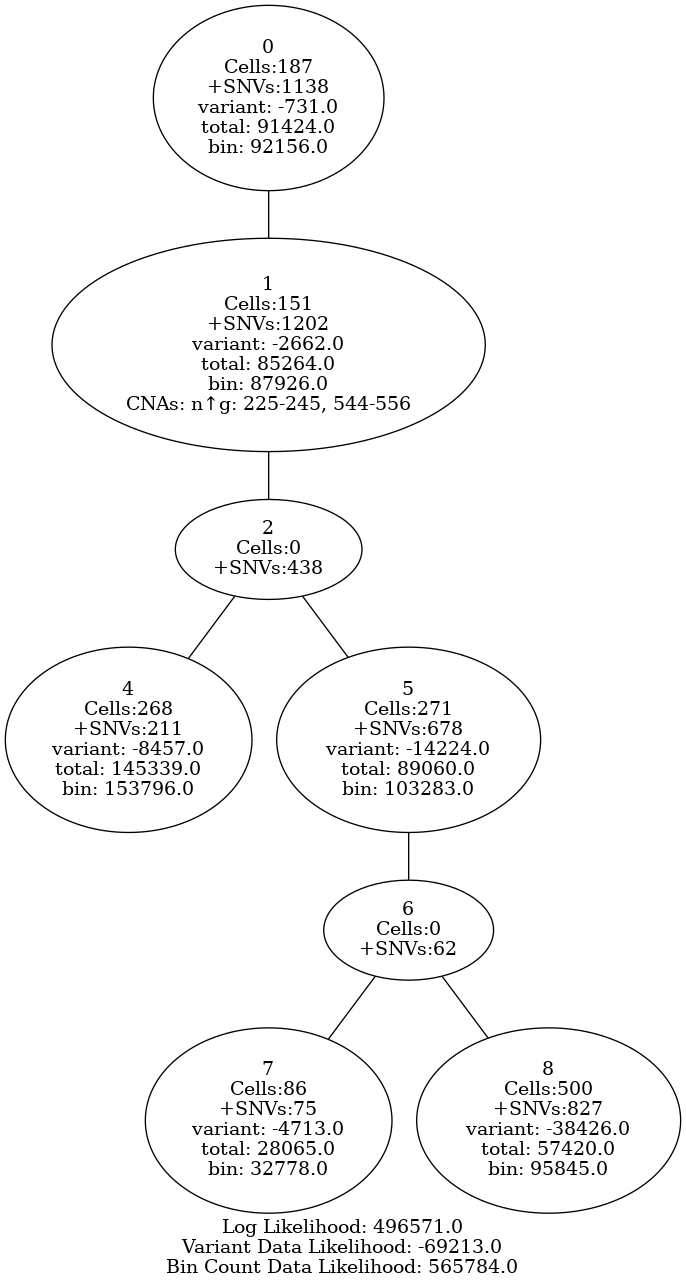 0
Cells:187
+SNVs:1138
variant: -731.0
total: 91424.0
bin: 92156.0
1
Cells:151
+SNVs:1202
variant: -2662.0
total: 85264.0
bin: 87926.0
CNAs: n↑g: 225-245, 544-556
2
Cells:0
+SNVs:438
4
Cells:268
+SNVs:211
variant: -8457.0
total: 145339.0
bin: 153796.0
5
Cells:271
+SNVs:678
variant: -14224.0
total: 89060.0
bin: 103283.0
6
Cells:0
+SNVs:62
7
Cells:86
+SNVs:75
variant: -4713.0
total: 28065.0
bin: 32778.0
8
Cells:500
+SNVs:827
variant: -38426.0
total: 57420.0
bin: 95845.0
Log Likelihood: 496571.0
Variant Data Likelihood: -69213.0
Bin Count Data Likelihood: 565784.0